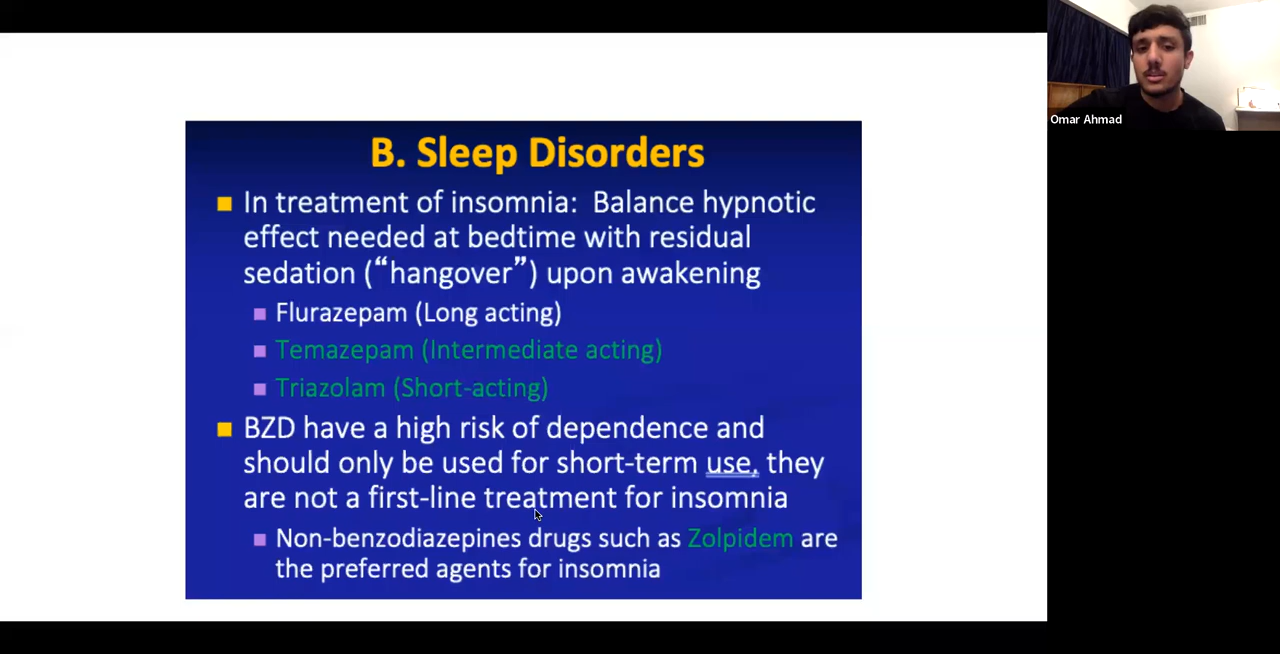 B. Sleep Disorders
In treatment of insomnia: Balance hypnotic
effect needed at bedtime with residual
sedation (“hangover”) upon awakening
Flurazepam (Long acting)
Temazepam (Intermediate acting)
Triazolam (Short-acting)
BZD have a high risk of dependence and
should only be used for short-term use, they
are not a first-line treatment for insomnia
Non-benzodiazepines drugs such as Zolpidem are
the preferred agents for insomnia
Omar Ahmad